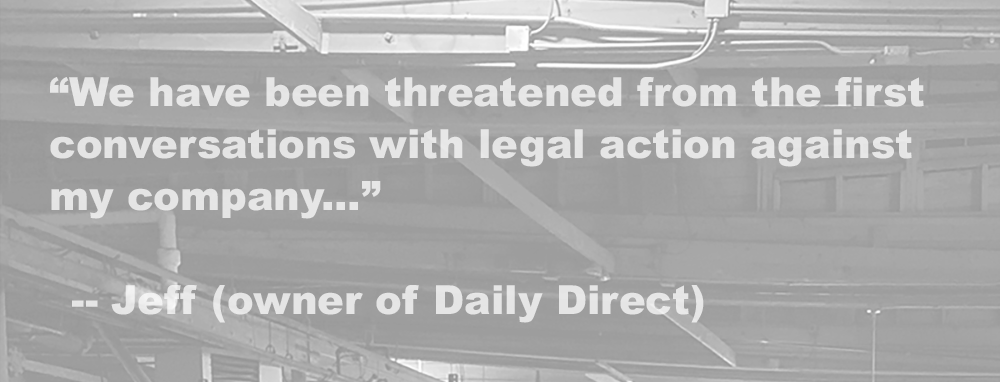 “We have been threatened from the first
conversations with legal action against
my company...”
-- Jeff (owner of Daily Direct)